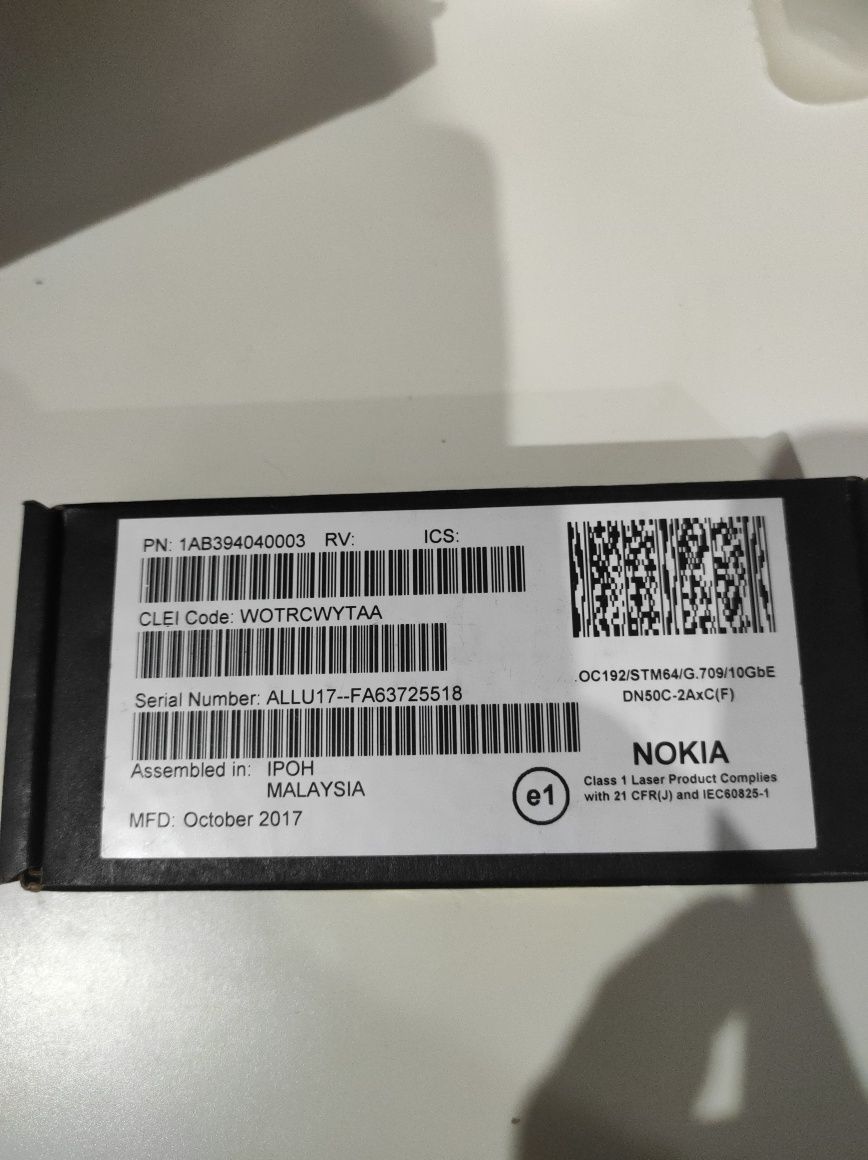 PN: 1AB394040003 RV: ICS:
CLEI Code: WOTRCWYTAA
Serial Number: ALLU17--FA63725518
Assembled in: IPOH
MALAYSIA
MFD: October 2017
.OC192/STM64/G.709/10GbE
DN50C-2AxC(F)
NOKIA
e1
Class 1 Laser Product Complies
with 21 CFR(J) and IEC60825-1